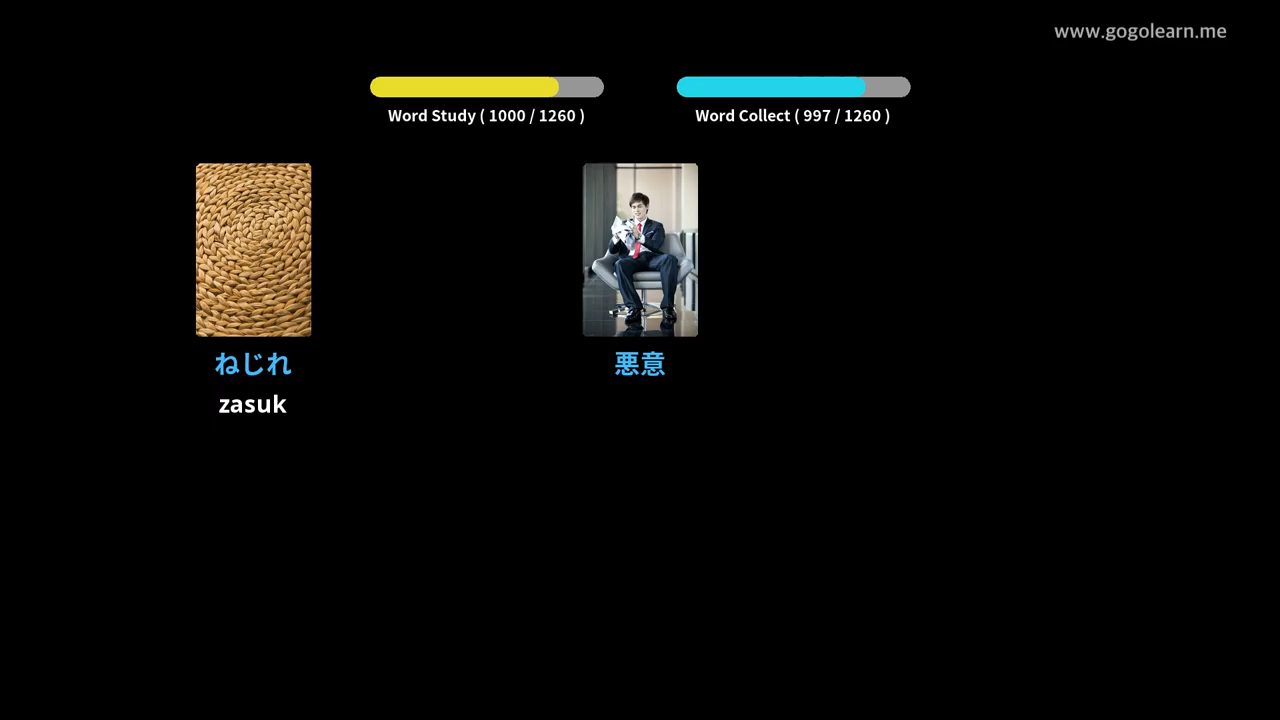 www.gogolearn.me
Word Study ( 1000 / 1260 )
Word Collect ( 997 / 1260 )
ねじれ
悪意
zasuk